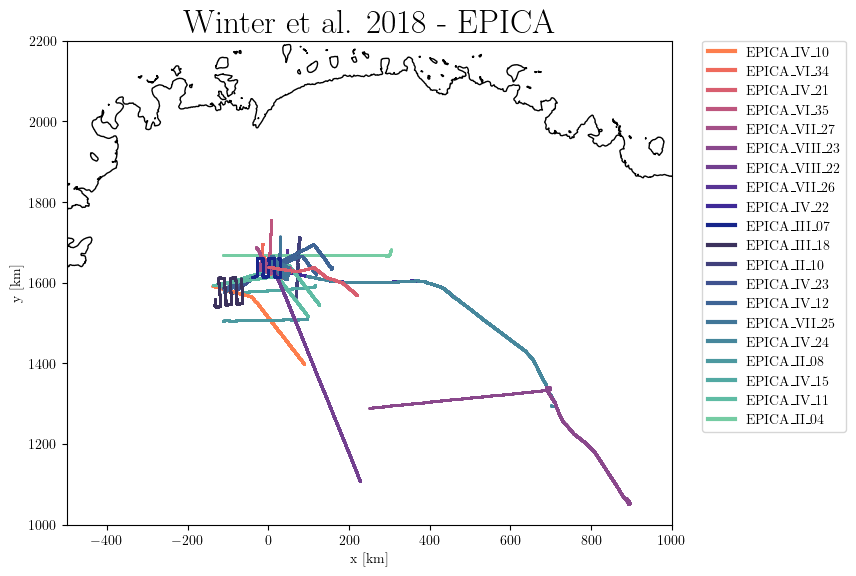 Winter et al. 2018 - EPICA
2200
2000
1800
1600
1400
1200
1000
y [km]
−400
−200
0
200
400
600
800
1000
x [km]
EPICA_IV_10
EPICA_VI_34
EPICA_IV_21
EPICA_VI_35
EPICA_VII_27
EPICA_VIII_23
EPICA_VIII_22
EPICA_VII_26
EPICA_IV_22
EPICA_III_07
EPICA_III_18
EPICA_II_10
EPICA_IV_23
EPICA_IV_12
EPICA_VII_25
EPICA_IV_24
EPICA_II_08
EPICA_IV_15
EPICA_IV_11
EPICA_II_04